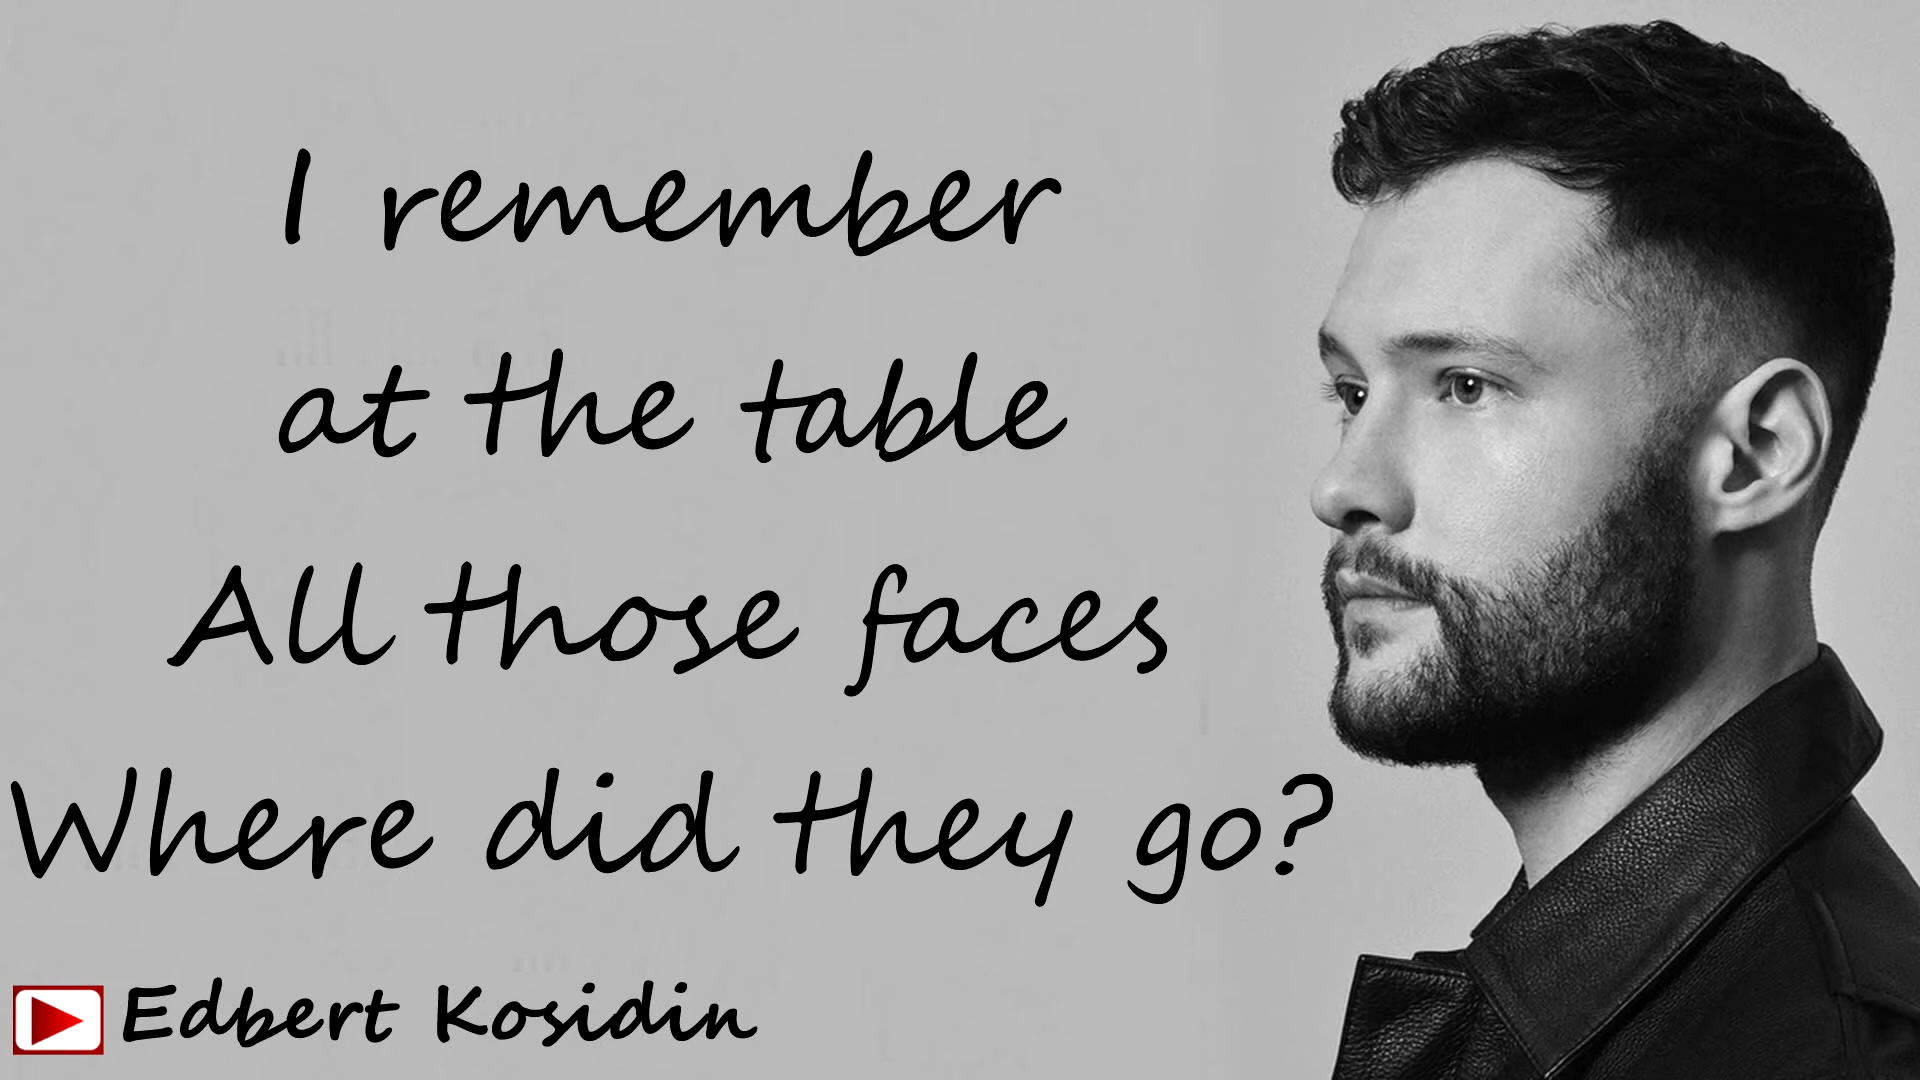 I remember
at the table
All those faces
Where did they go?
Edbert Kosidin